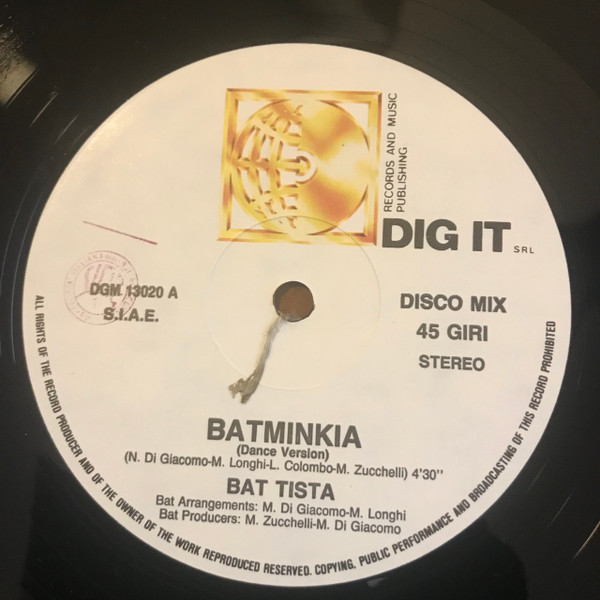 RECORDS AND MUSIC
PUBLISHING
DIG IT SRL
DGM 13020 A
S.I.A.E.
DISCO MIX
45 GIRI
STEREO
BATMINKIA
(Dance Version)
(N. Di Giacomo-M. Longhi-L. Colombo-M. Zucchelli) 4'30"
BAT TISTA
Bat Arrangements: M. Di Giacomo-M. Longhi
Bat Producers: M. Zucchelli-M. Di Giacomo
ALL RIGHTS OF THE RECORD PRODUCER AND OF THE OWNER OF THE WORK REPRODUCED RESERVED. COPYING, PUBLIC PERFORMANCE AND BROADCASTING OF THIS RECORD PROHIBITED